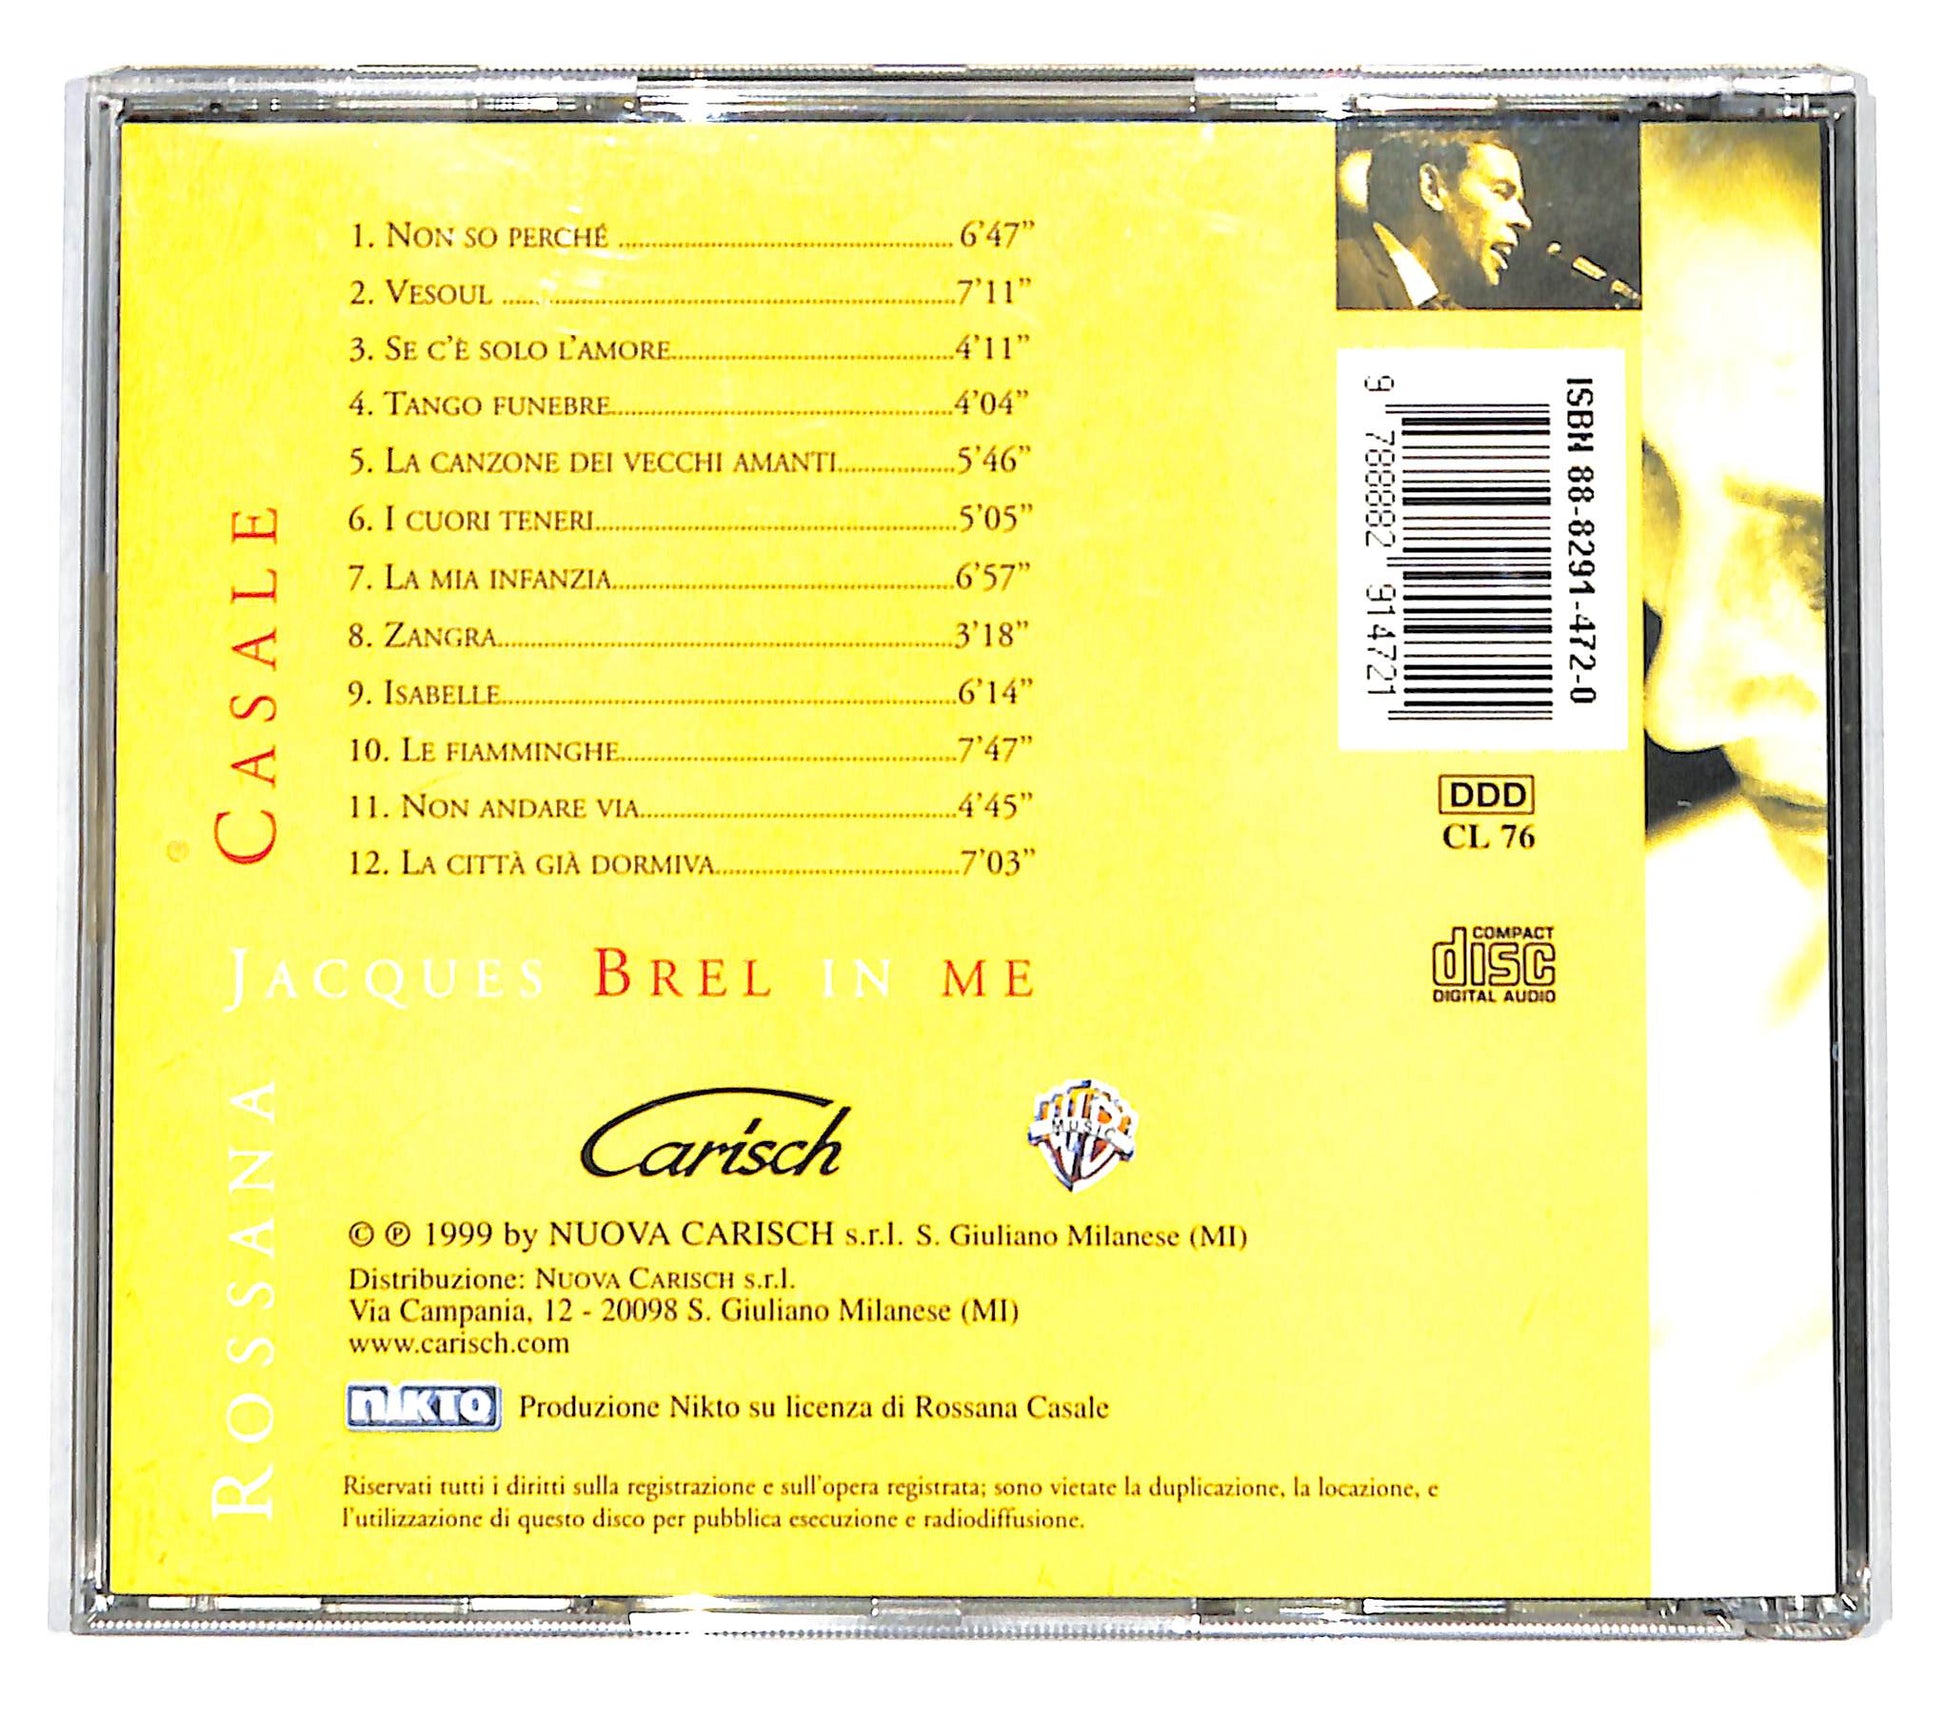 1. Non so perché 6'47"
2. Vesoul 7'11"
3. Se c'è solo l'amore 4'11"
4. Tango funebre 4'04"
5. La canzone dei vecchi amanti 5'46"
6. I cuori teneri 5'05"
7. La mia infanzia 6'57"
8. Zangra 3'18"
9. Isabelle 6'14"
10. Le fiamminghe 7'47"
11. Non andare via 4'45"
12. La città già dormiva 7'03"
Rossana Casale
Jacques Brel in me
ISBN 88-8291-472-0
9 788882 914721
DDD
CL 76
COMPACT
disc
DIGITAL AUDIO
Carisch
MUSIC
© ℗ 1999 by NUOVA CARISCH s.r.l. S. Giuliano Milanese (MI)
Distribuzione: Nuova Carisch s.r.l.
Via Campania, 12 - 20098 S. Giuliano Milanese (MI)
www.carisch.com
NIKTO Produzione Nikto su licenza di Rossana Casale
Riservati tutti i diritti sulla registrazione e sull'opera registrata; sono vietate la duplicazione, la locazione, e
l'utilizzazione di questo disco per pubblica esecuzione e radiodiffusione.